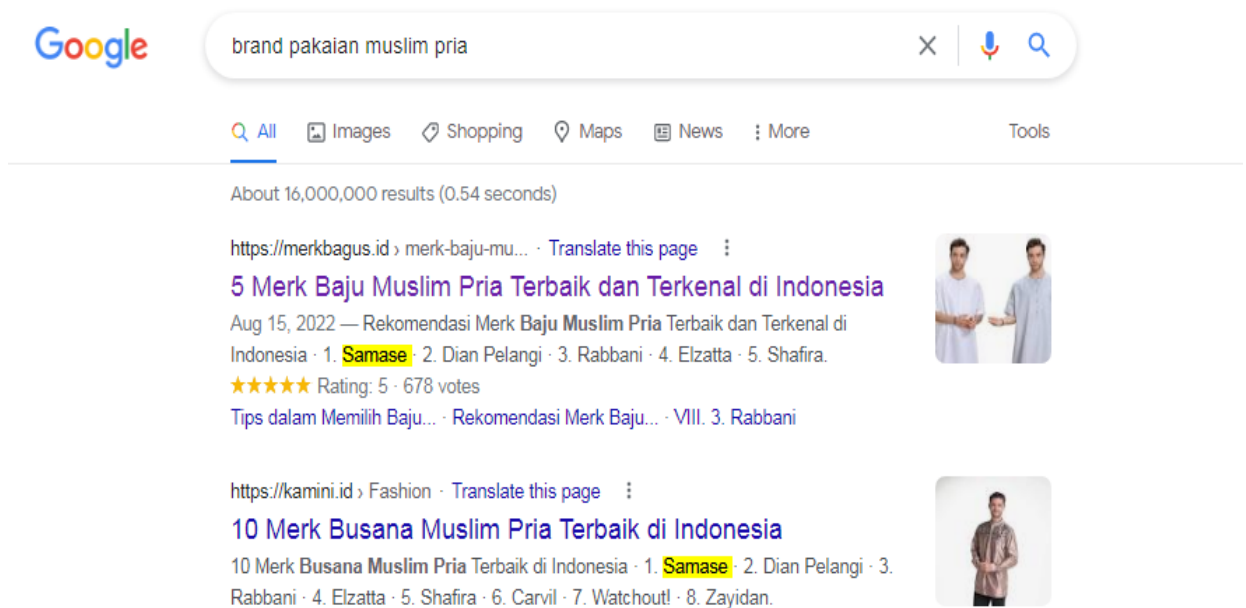 Google
brand pakaian muslim pria
All Images Shopping Maps News More Tools
About 16,000,000 results (0.54 seconds)
https://merkbagus.id › merk-baju-mu... · Translate this page
5 Merk Baju Muslim Pria Terbaik dan Terkenal di Indonesia
Aug 15, 2022 — Rekomendasi Merk Baju Muslim Pria Terbaik dan Terkenal di
Indonesia · 1. Samase · 2. Dian Pelangi · 3. Rabbani · 4. Elzatta · 5. Shafira.
★★★★★ Rating: 5 · 678 votes
Tips dalam Memilih Baju... · Rekomendasi Merk Baju... · VIII. 3. Rabbani
https://kamini.id › Fashion · Translate this page
10 Merk Busana Muslim Pria Terbaik di Indonesia
10 Merk Busana Muslim Pria Terbaik di Indonesia · 1. Samase · 2. Dian Pelangi · 3.
Rabbani · 4. Elzatta · 5. Shafira · 6. Carvil · 7. Watchout! · 8. Zayidan.